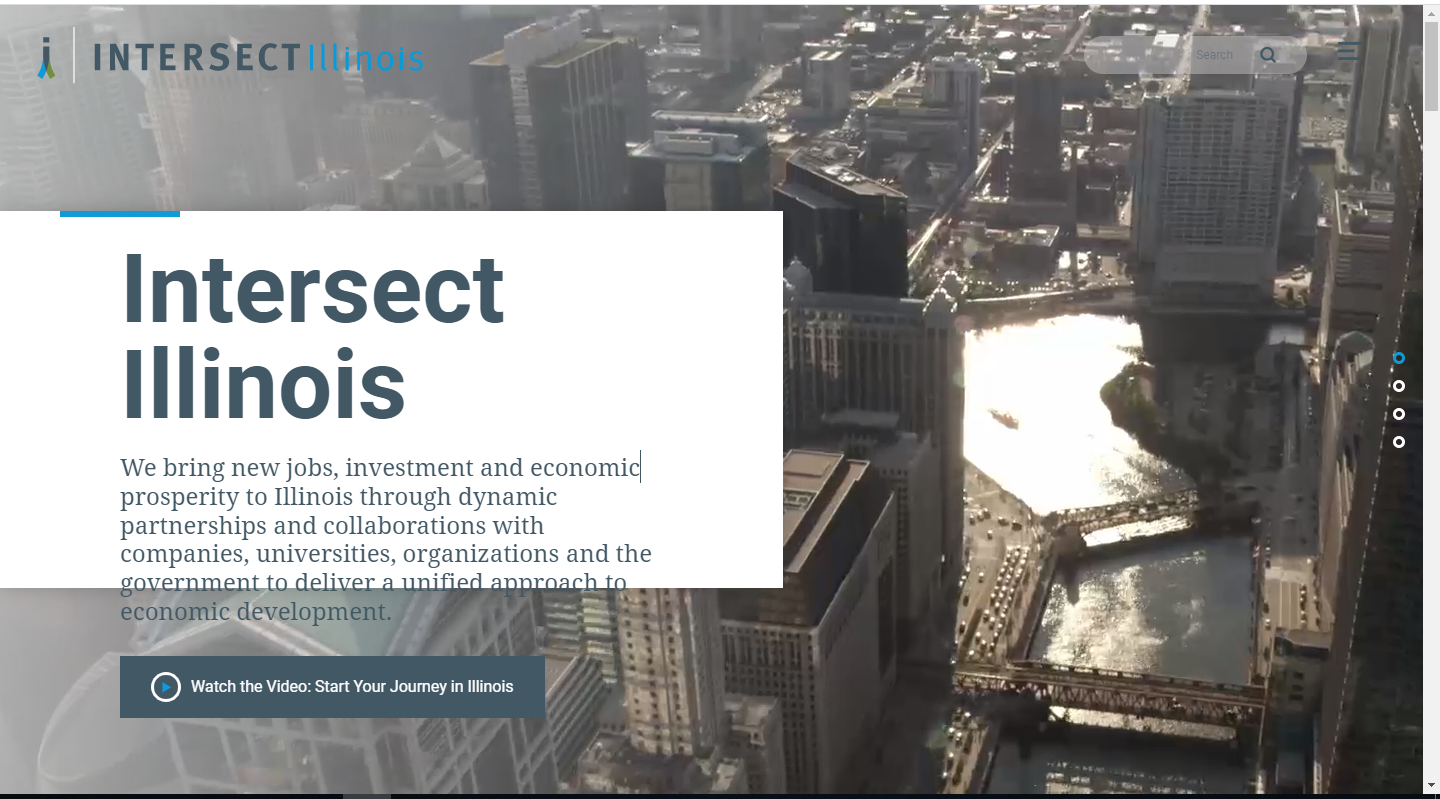 INTERSECT Illinois
Search
Intersect
Illinois
We bring new jobs, investment and economic
prosperity to Illinois through dynamic
partnerships and collaborations with
companies, universities, organizations and the
government to deliver a unified approach to
economic development.
Watch the Video: Start Your Journey in Illinois